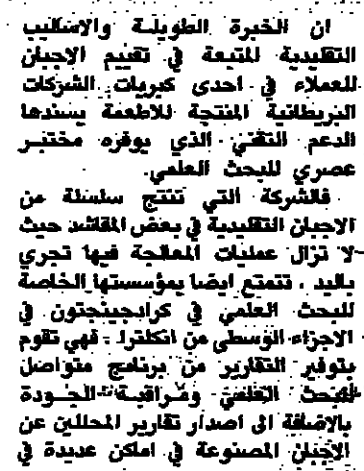 ان الخبرة الطويلة والاساليب
التقليدية المتبعة في تقييم الاجبان
للعملاء في احدى كبريات الشركات
البريطانية المنتجة للاطعمة يسندها
الدعم التقني الذي يوفره مختبر
عصري للبحث العلمي.
فالشركة التي تنتج سلسلة من
الاجبان التقليدية في بعض المقاشد حيث
لا تزال عمليات المعالجة فيها تجري
باليد ، تتمتع ايضا بمؤسستها الخاصة
للبحث العلمي في كرادجينجتون في
الاجزاء الوسطى من انكلترا . فهي تقوم
بتوفير التقارير من برنامج متواصل
للبحث العلمي ومراقبة الجودة
بالاضافة الى اصدار تقارير المحللين عن
الاجبان المصنوعة في اماكن عديدة في